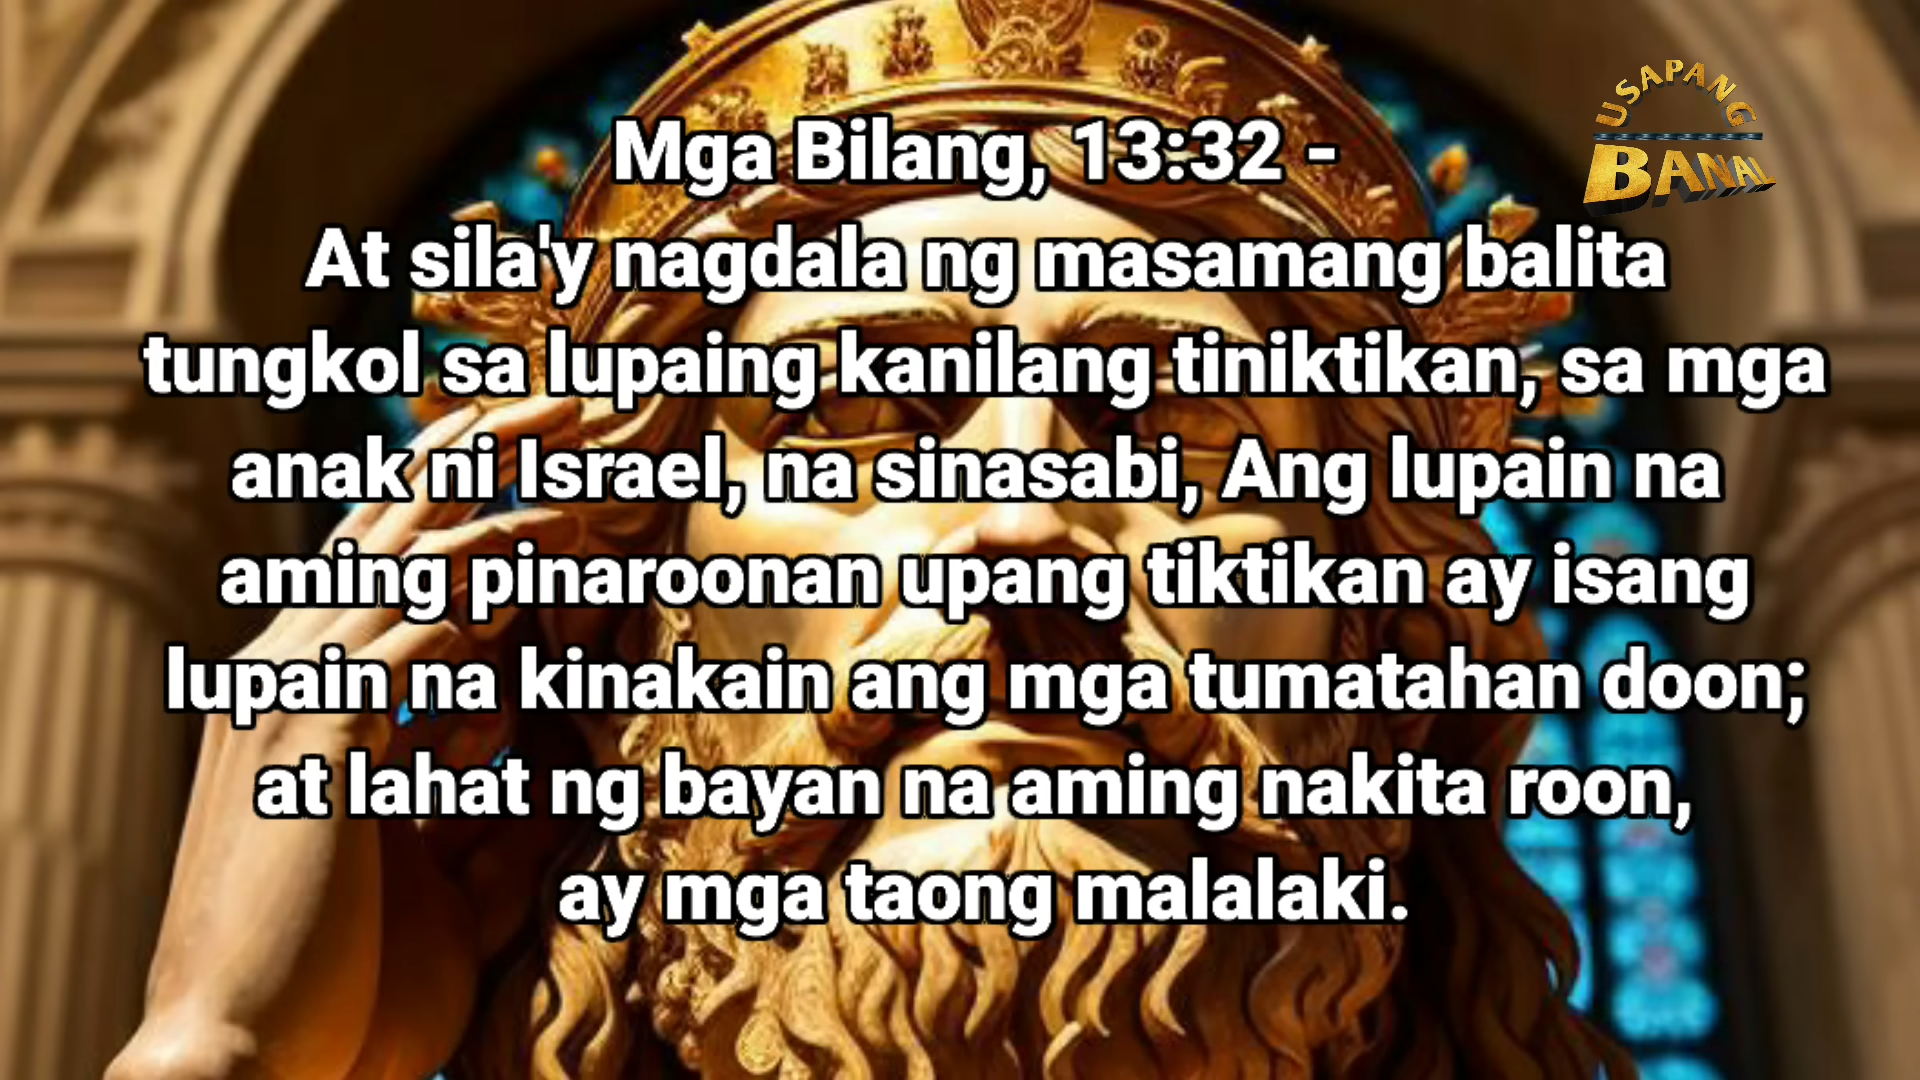 USAPANG
BANAL
Mga Bilang, 13:32 -
At sila'y nagdala ng masamang balita
tungkol sa lupaing kanilang tiniktikan, sa mga
anak ni Israel, na sinasabi, Ang lupain na
aming pinaroonan upang tiktikan ay isang
lupain na kinakain ang mga tumatahan doon;
at lahat ng bayan na aming nakita roon,
ay mga taong malalaki.